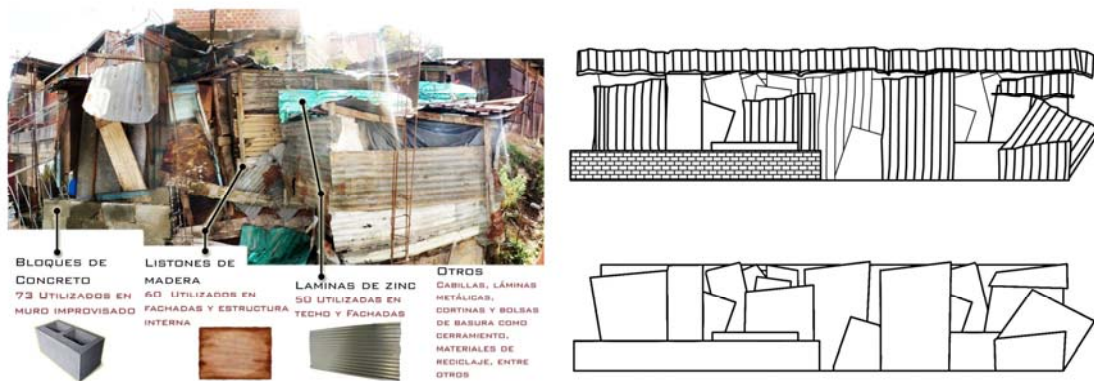 BLOQUES DE
CONCRETO
73 UTILIZADOS EN
MURO IMPROVISADO
LISTONES DE
MADERA
60 UTILIZADOS EN
FACHADAS Y ESTRUCTURA
INTERNA
LAMINAS DE ZINC
50 UTILIZADAS EN
TECHO Y FACHADAS
OTROS
CABILLAS, LÁMINAS
METÁLICAS,
CORTINAS Y BOLSAS
DE BASURA COMO
CERRAMIENTO,
MATERIALES DE
RECICLAJE, ENTRE
OTROS